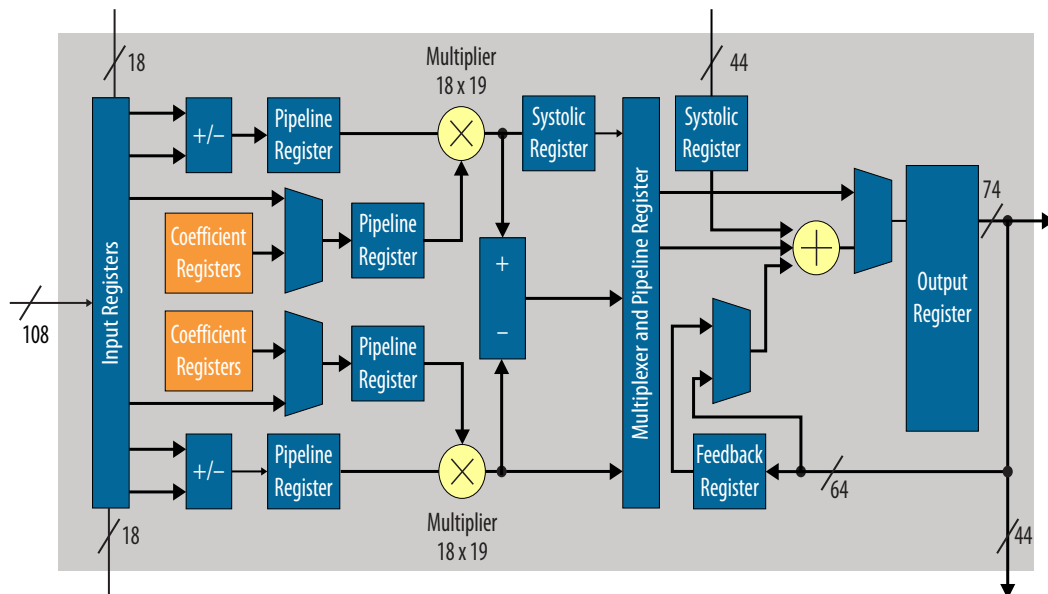 18
44
Multiplier
18 x 19
Input Registers
+/−
Pipeline
Register
Systolic
Register
Multiplexer and Pipeline Register
Systolic
Register
74
Coefficient
Registers
Pipeline
Register
+
−
Output
Register
108
Coefficient
Registers
Pipeline
Register
+/−
Pipeline
Register
Feedback
Register
64
18
Multiplier
18 x 19
44